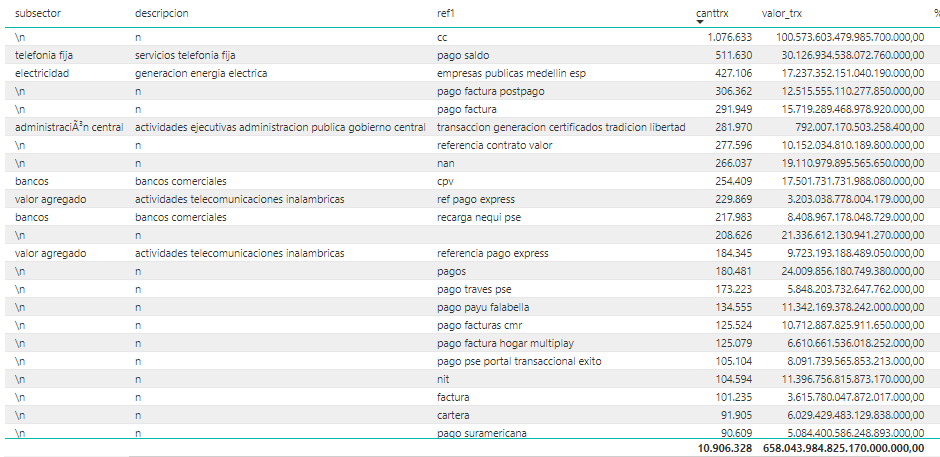 subsector descripcion ref1 canttrx valor_trx %
\n n cc 1.076.633 100.573.603.479.985.700.000,00
telefonia fija servicios telefonia fija pago saldo 511.630 30.126.934.538.072.760.000,00
electricidad generacion energia electrica empresas publicas medellin esp 427.106 17.237.352.151.040.190.000,00
\n n pago factura postpago 306.362 12.515.555.110.277.850.000,00
\n n pago factura 291.949 15.719.289.468.978.920.000,00
administraciÃ³n central actividades ejecutivas administracion publica gobierno central transaccion generacion certificados tradicion libertad 281.970 792.007.170.503.258.400,00
\n n referencia contrato valor 277.596 10.152.034.810.189.800.000,00
\n n nan 266.037 19.110.979.895.565.650.000,00
bancos bancos comerciales cpv 254.409 17.501.731.731.988.080.000,00
valor agregado actividades telecomunicaciones inalambricas ref pago express 229.869 3.203.038.778.004.179.000,00
bancos bancos comerciales recarga nequi pse 217.983 8.408.967.178.048.729.000,00
\n n 208.626 21.336.612.130.941.270.000,00
valor agregado actividades telecomunicaciones inalambricas referencia pago express 184.345 9.723.193.188.489.050.000,00
\n n pagos 180.481 24.009.856.180.749.380.000,00
\n n pago traves pse 173.223 5.848.203.732.647.762.000,00
\n n pago payu falabella 134.555 11.342.169.378.242.000.000,00
\n n pago facturas cmr 125.524 10.712.887.825.911.650.000,00
\n n pago factura hogar multiplay 125.079 6.610.661.536.018.252.000,00
\n n pago pse portal transaccional exito 105.104 8.091.739.565.853.213.000,00
\n n nit 104.594 11.396.756.815.873.170.000,00
\n n factura 101.235 3.615.780.047.872.017.000,00
\n n cartera 91.905 6.029.429.483.129.838.000,00
\n n pago suramericana 90.609 5.084.400.586.248.893.000,00
10.906.328 658.043.984.825.170.000.000,00